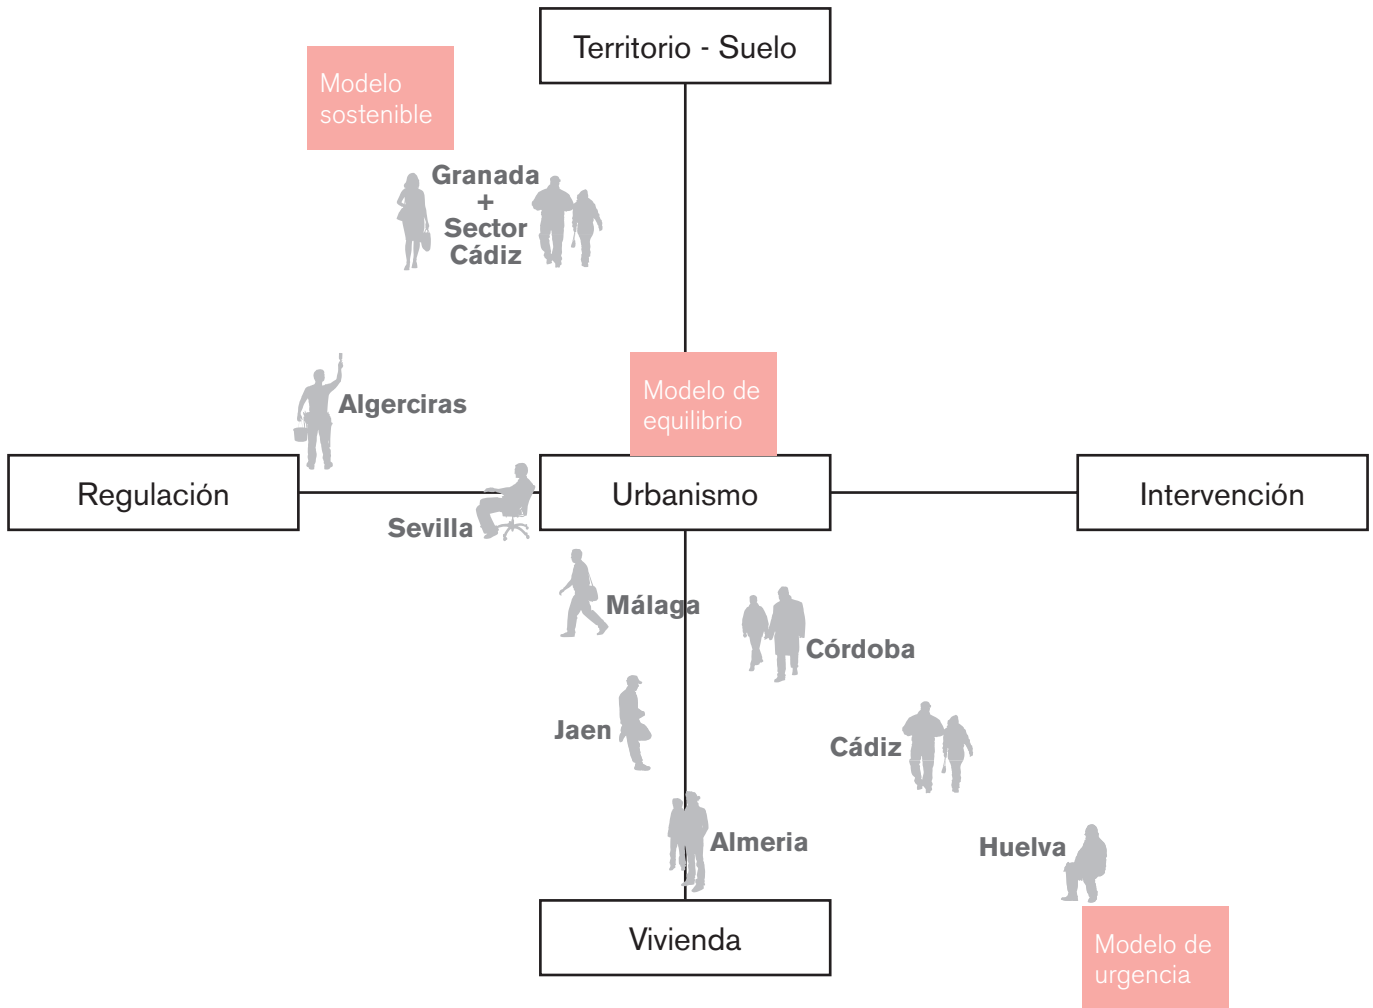 Territorio - Suelo
Modelo
sostenible
Granada
+
Sector
Cádiz
Algerciras
Modelo de
equilibrio
Regulación
Urbanismo
Intervención
Sevilla
Málaga
Córdoba
Jaen
Cádiz
Almeria
Huelva
Vivienda
Modelo de
urgencia